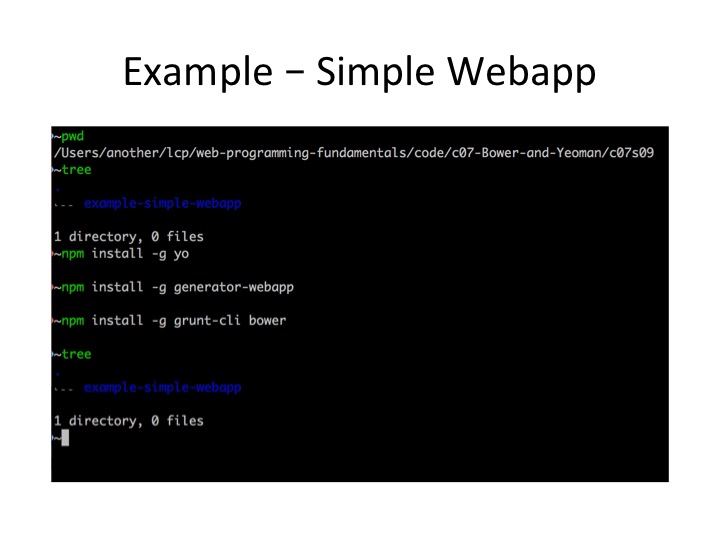 Example – Simple Webapp
~pwd
/Users/another/lcp/web-programming-fundamentals/code/c07-Bower-and-Yeoman/c07s09
~tree
.
--- example-simple-webapp
1 directory, 0 files
~npm install -g yo
~npm install -g generator-webapp
~npm install -g grunt-cli bower
~tree
.
--- example-simple-webapp
1 directory, 0 files
~